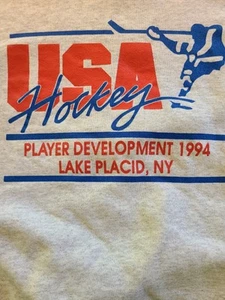 USA
Hockey
PLAYER DEVELOPMENT 1994
LAKE PLACID, NY